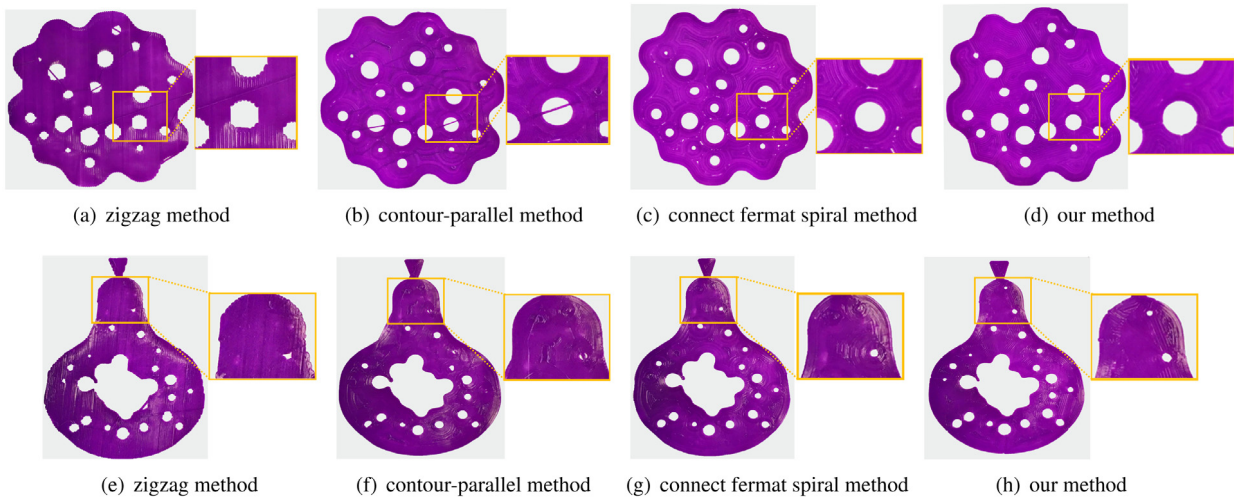 (a) zigzag method
(b) contour-parallel method
(c) connect fermat spiral method
(d) our method
(e) zigzag method
(f) contour-parallel method
(g) connect fermat spiral method
(h) our method